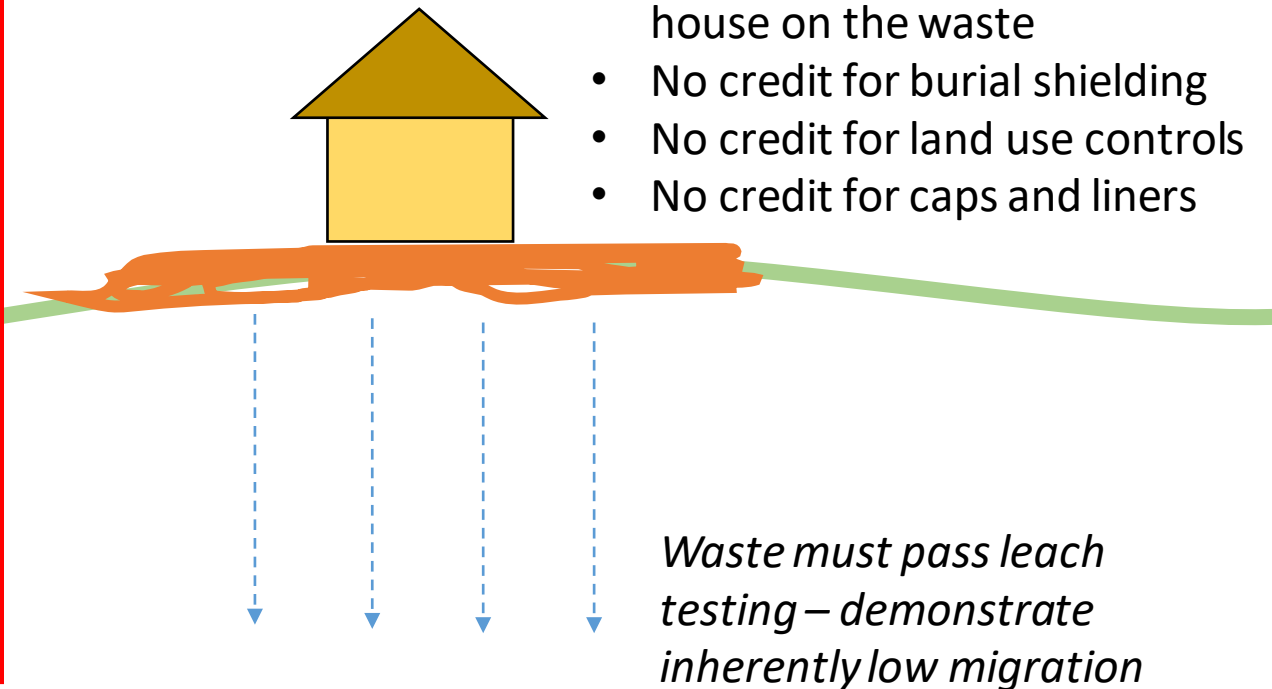 house on the waste
• No credit for burial shielding
• No credit for land use controls
• No credit for caps and liners
Waste must pass leach
testing – demonstrate
inherently low migration